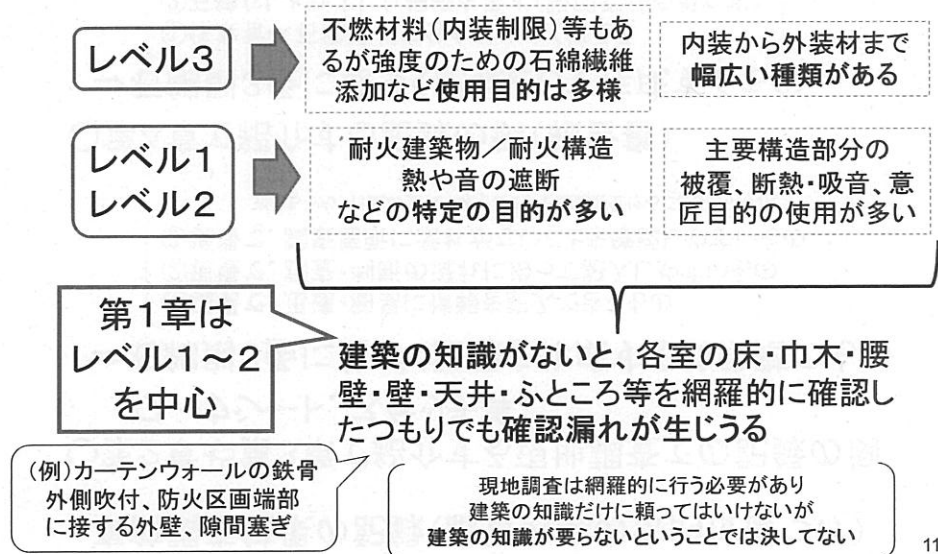 レベル3
不燃材料(内装制限)等もあ
るが強度のための石綿繊維
添加など使用目的は多様
内装から外装材まで
幅広い種類がある
レベル1
レベル2
耐火建築物／耐火構造
熱や音の遮断
などの特定の目的が多い
主要構造部分の
被覆、断熱・吸音、意
匠目的の使用が多い
第1章は
レベル1～2
を中心
建築の知識がないと、各室の床・巾木・腰
壁・壁・天井・ふところ等を網羅的に確認し
たつもりでも確認漏れが生じうる
(例)カーテンウォールの鉄骨
外側吹付、防火区画端部
に接する外壁、隙間塞ぎ
現地調査は網羅的に行う必要があり
建築の知識だけに頼ってはいけないが
建築の知識が要らないということでは決してない
11